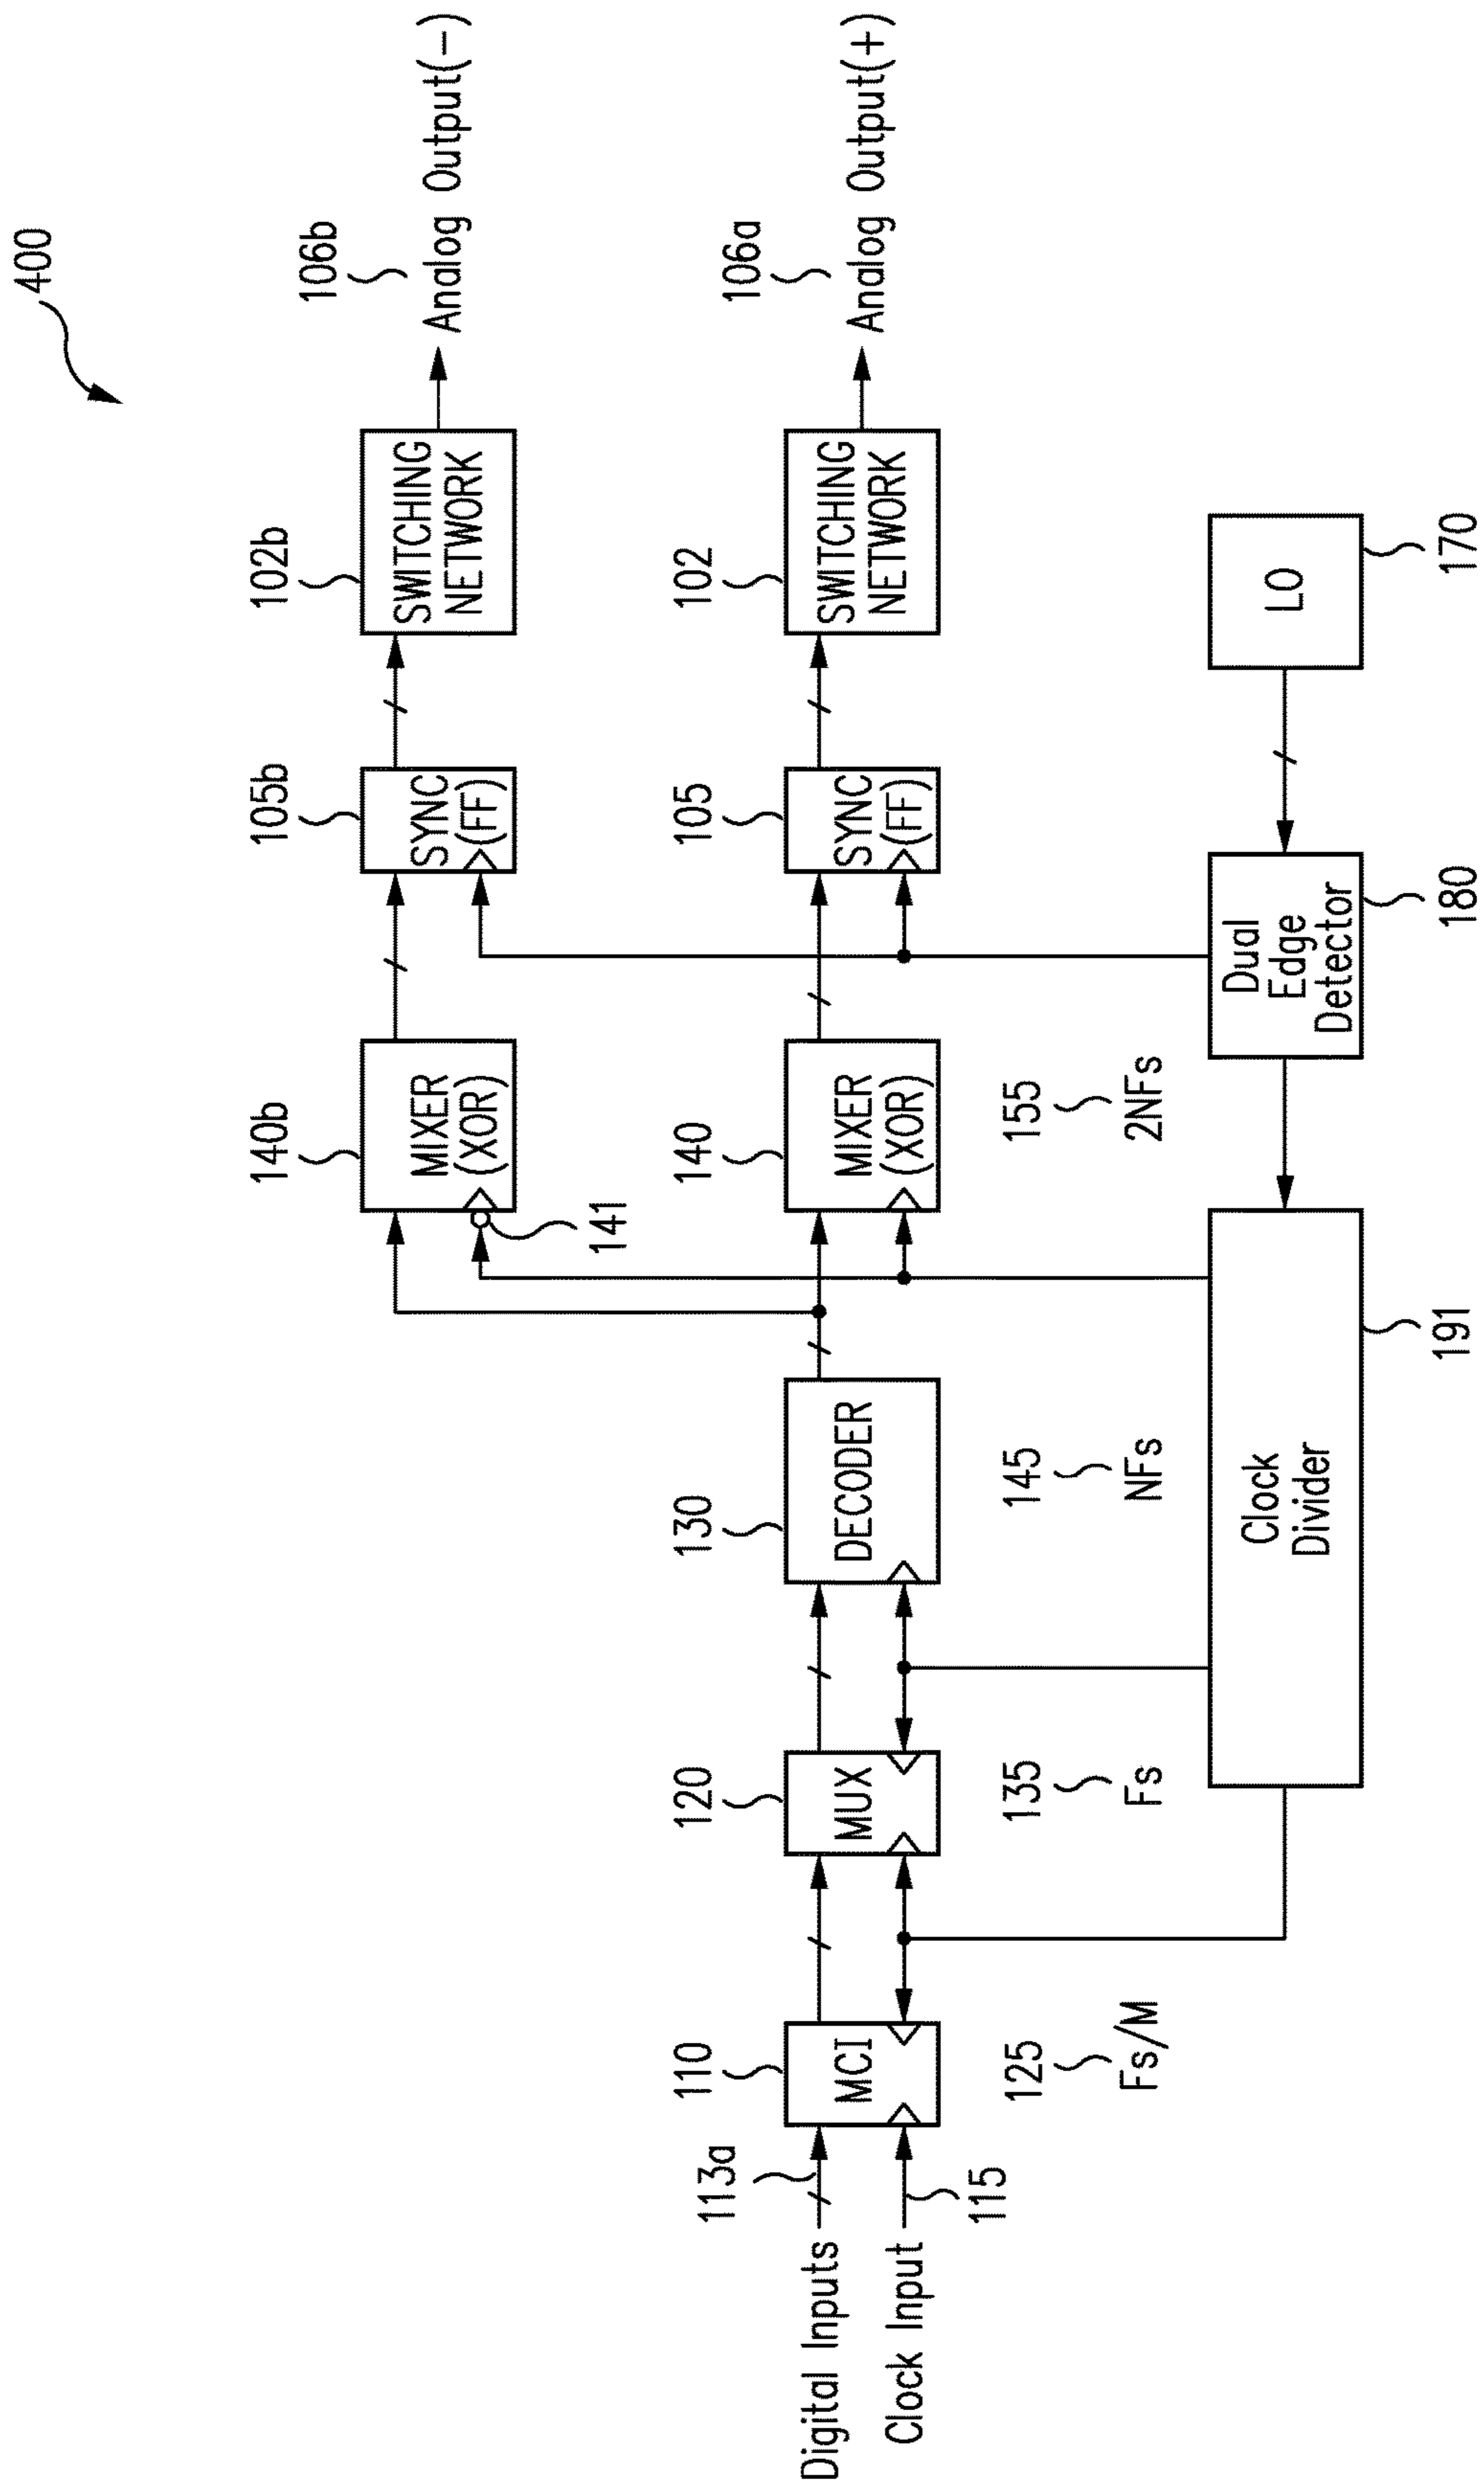 400
106b
Analog Output(-)
102b
SWITCHING
NETWORK
105b
SYNC
(FF)
140b
MIXER
(XOR)
141
106a
Analog Output(+)
102
SWITCHING
NETWORK
105
SYNC
(FF)
140
MIXER
(XOR)
130
DECODER
120
MUX
110
MCI
113a
Digital Inputs
Clock Input
115
125
Fs/M
135
Fs
145
NFs
155
2NFs
LO
170
Dual
Edge
Detector
180
Clock
Divider
191